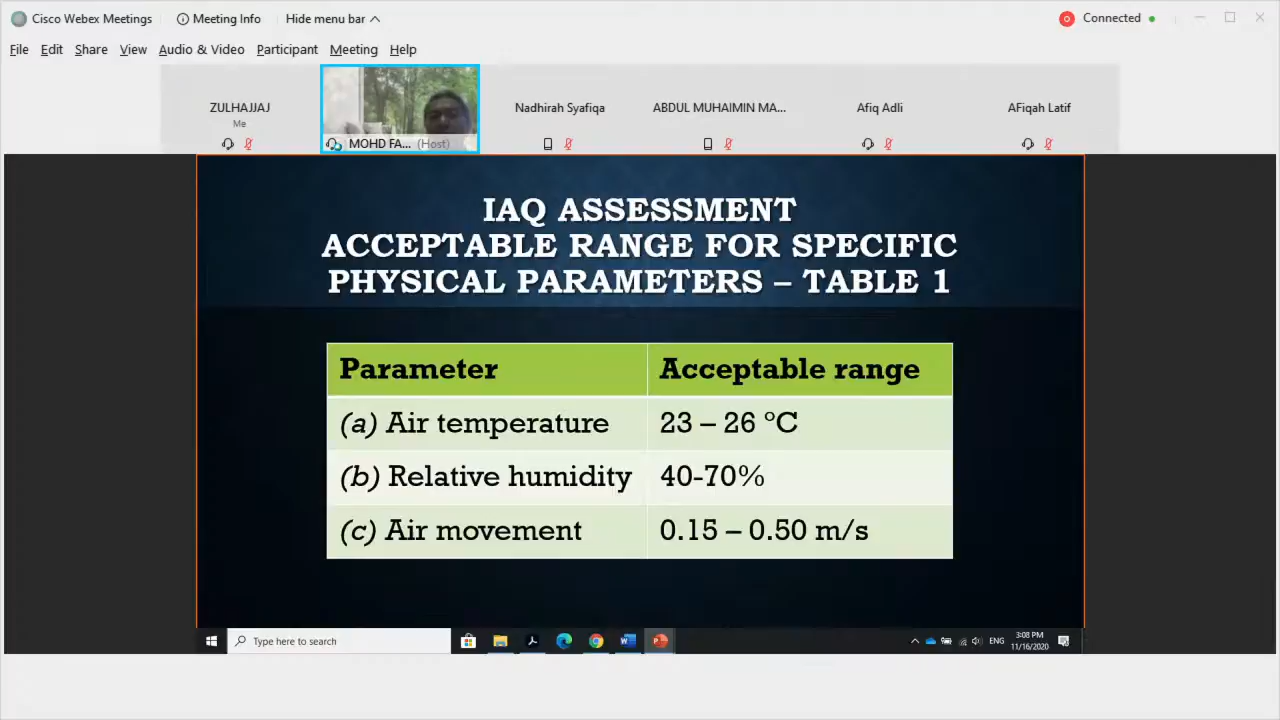 Cisco Webex Meetings
Meeting Info
Hide menu bar
Connected
File Edit Share View Audio & Video Participant Meeting Help
ZULHAJJAJ
Me
MOHD FA... (Host)
Nadhirah Syafiqa
ABDUL MUHAIMIN MA...
Afiq Adli
AFiqah Latif
IAQ ASSESSMENT
ACCEPTABLE RANGE FOR SPECIFIC
PHYSICAL PARAMETERS – TABLE 1
Parameter Acceptable range
(a) Air temperature 23 – 26 °C
(b) Relative humidity 40-70%
(c) Air movement 0.15 – 0.50 m/s
Type here to search
ENG
3:08 PM
11/16/2020